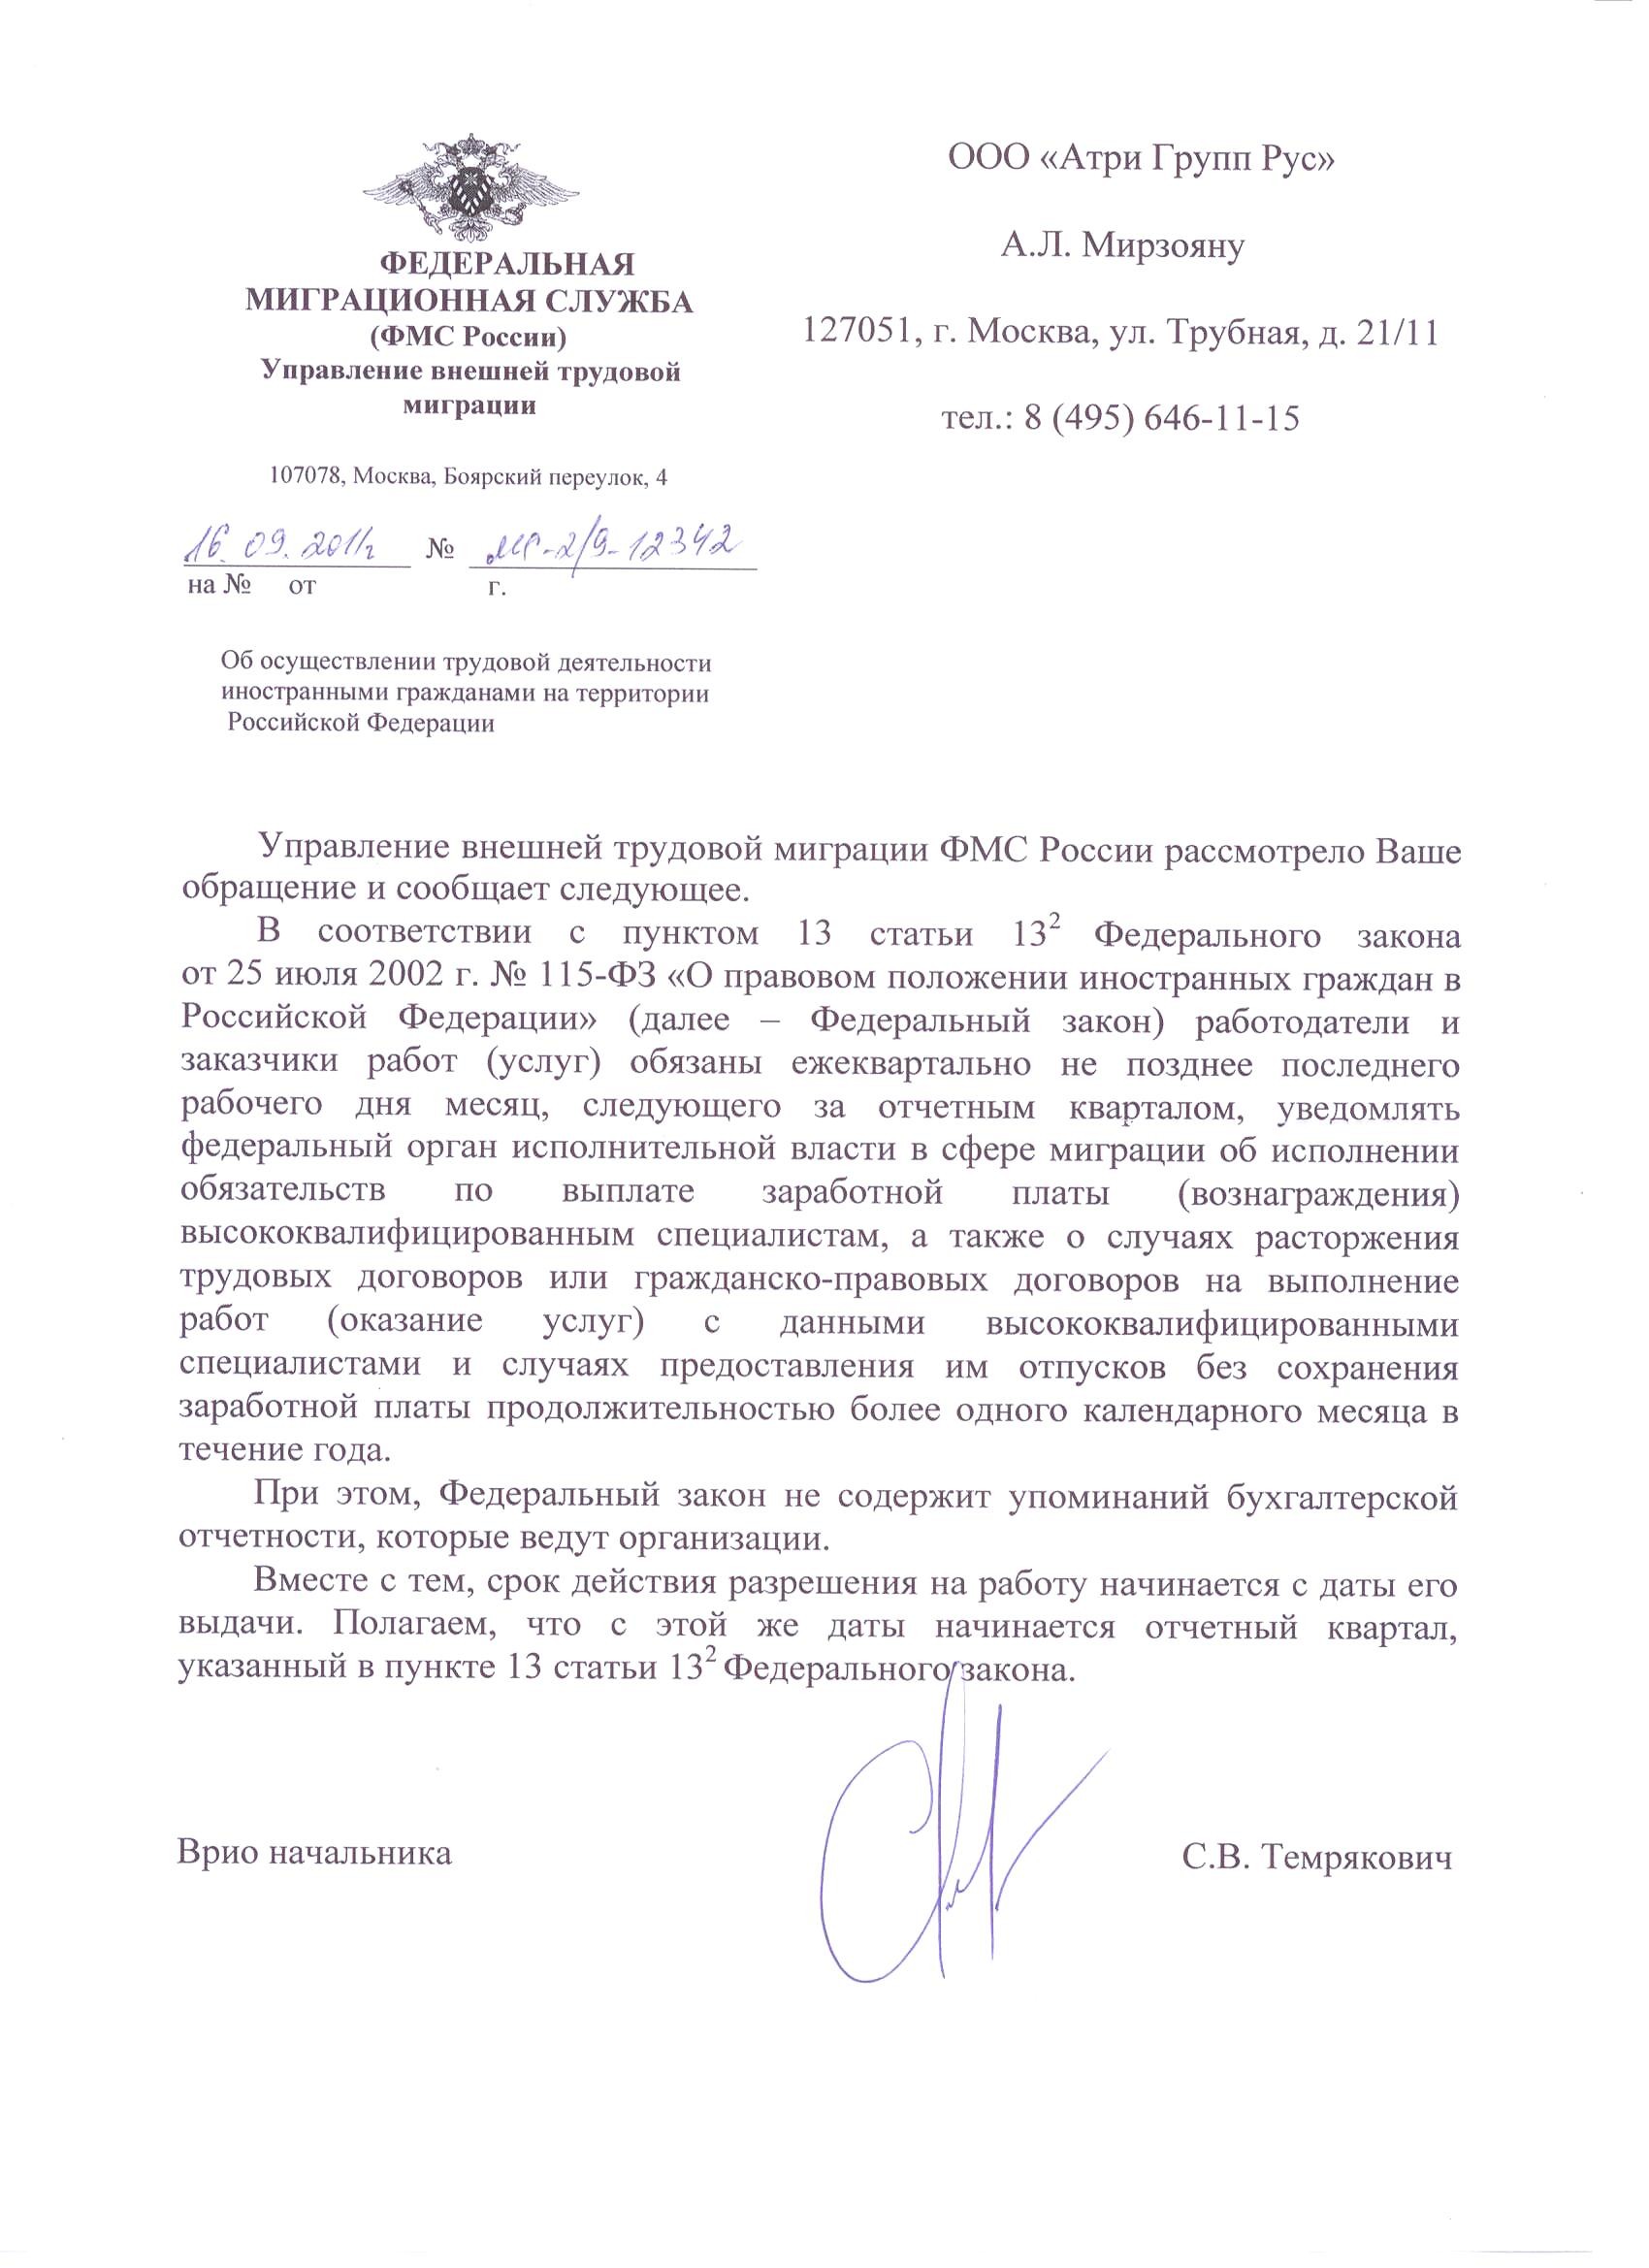 ФЕДЕРАЛЬНАЯ
МИГРАЦИОННАЯ СЛУЖБА
(ФМС России)
Управление внешней трудовой
миграции
107078, Москва, Боярский переулок, 4
16.09.2011г № МС-2/9-12342
на № от г.
ООО «Атри Групп Рус»
А.Л. Мирзояну
127051, г. Москва, ул. Трубная, д. 21/11
тел.: 8 (495) 646-11-15
Об осуществлении трудовой деятельности
иностранными гражданами на территории
Российской Федерации
Управление внешней трудовой миграции ФМС России рассмотрело Ваше
обращение и сообщает следующее.
В соответствии с пунктом 13 статьи 13² Федерального закона
от 25 июля 2002 г. № 115-ФЗ «О правовом положении иностранных граждан в
Российской Федерации» (далее – Федеральный закон) работодатели и
заказчики работ (услуг) обязаны ежеквартально не позднее последнего
рабочего дня месяц, следующего за отчетным кварталом, уведомлять
федеральный орган исполнительной власти в сфере миграции об исполнении
обязательств по выплате заработной платы (вознаграждения)
высококвалифицированным специалистам, а также о случаях расторжения
трудовых договоров или гражданско-правовых договоров на выполнение
работ (оказание услуг) с данными высококвалифицированными
специалистами и случаях предоставления им отпусков без сохранения
заработной платы продолжительностью более одного календарного месяца в
течение года.
При этом, Федеральный закон не содержит упоминаний бухгалтерской
отчетности, которые ведут организации.
Вместе с тем, срок действия разрешения на работу начинается с даты его
выдачи. Полагаем, что с этой же даты начинается отчетный квартал,
указанный в пункте 13 статьи 13² Федерального закона.
Врио начальника С.В. Темрякович